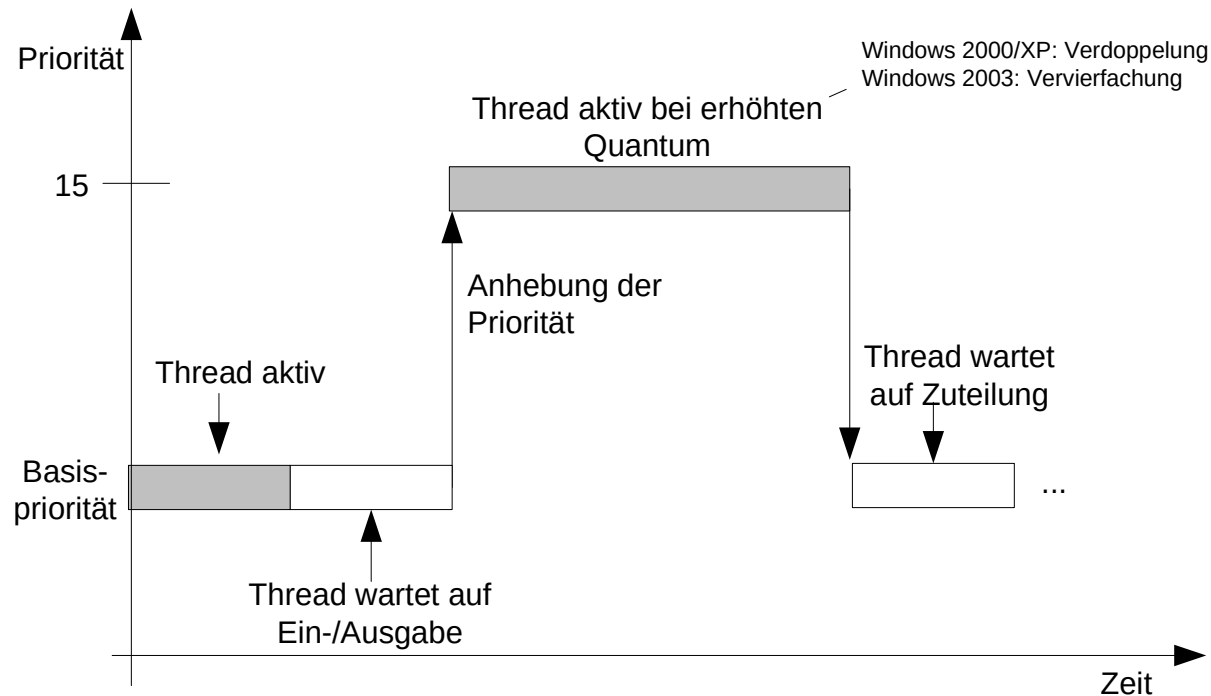 Priorität
Windows 2000/XP: Verdoppelung
Windows 2003: Vervierfachung
Thread aktiv bei erhöhten
Quantum
15
Anhebung der
Priorität
Thread aktiv
Thread wartet
auf Zuteilung
Basis-
priorität
...
Thread wartet auf
Ein-/Ausgabe
Zeit